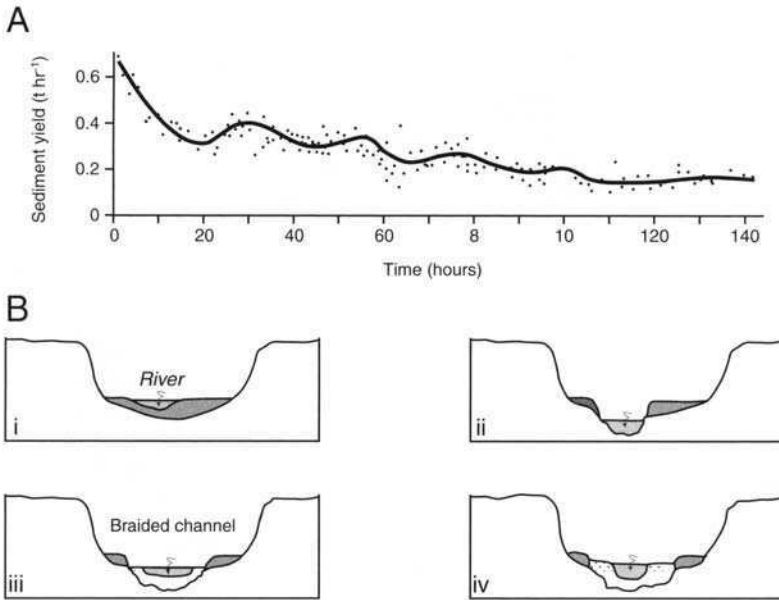 A
Sediment yield (t hr⁻¹)
0.6
0.4
0.2
0
0 20 40 60 8 10 120 140
Time (hours)
B
River
i
ii
Braided channel
iii
iv